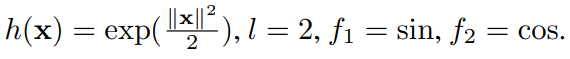 h(𝐱) = exp(‖𝐱‖²/2), l = 2, f₁ = sin, f₂ = cos.